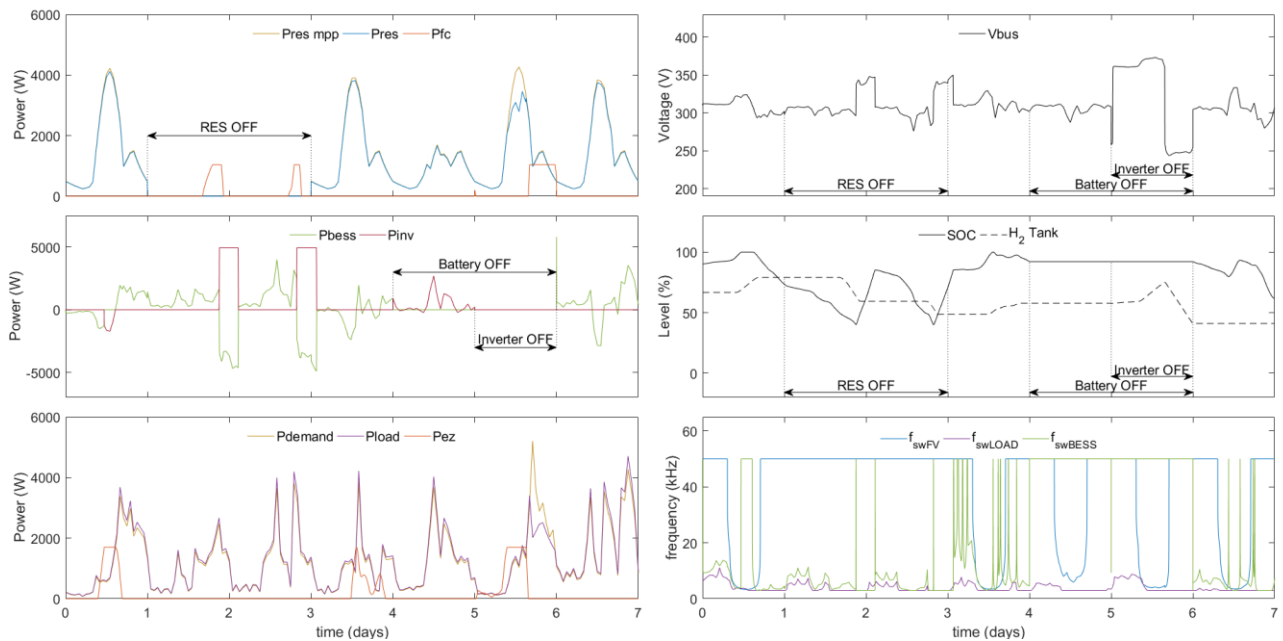 6000
4000
2000
0
Power (W)
Pres mpp Pres Pfc
RES OFF
5000
0
-5000
Power (W)
Pbess Pinv
Battery OFF
Inverter OFF
6000
4000
2000
0
Power (W)
Pdemand Pload Pez
0 1 2 3 4 5 6 7
time (days)
400
350
300
250
200
Voltage (V)
Vbus
Inverter OFF
RES OFF Battery OFF
100
50
0
Level (%)
SOC H2 Tank
Inverter OFF
RES OFF Battery OFF
60
40
20
0
frequency (kHz)
fswFV fswLOAD fswBESS
0 1 2 3 4 5 6 7
time (days)